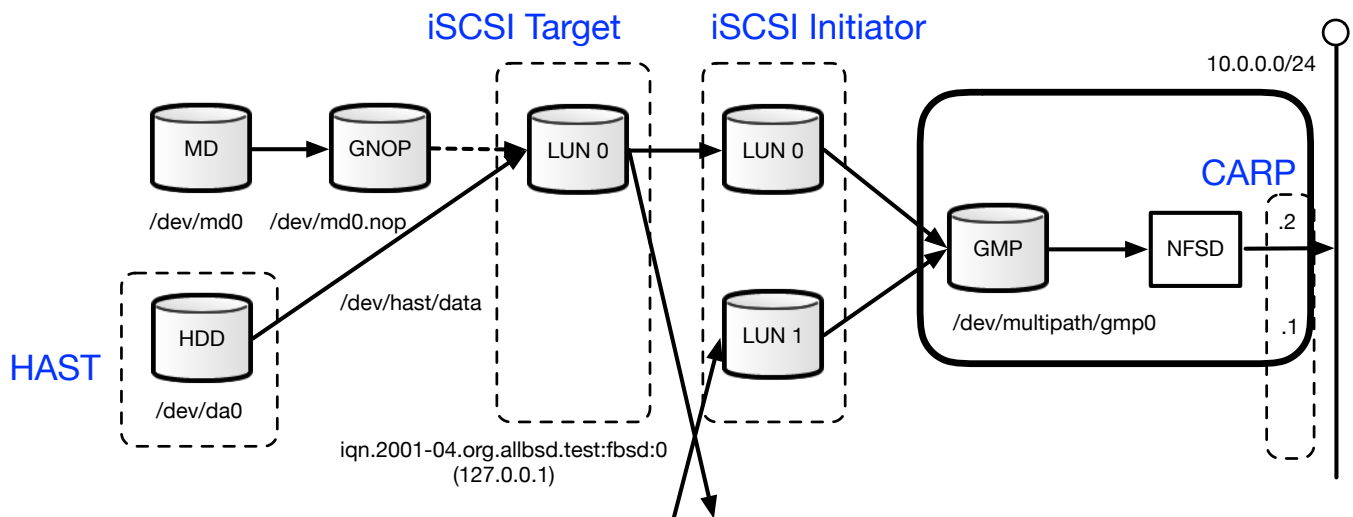 iSCSI Target
iSCSI Initiator
10.0.0.0/24
MD
GNOP
LUN 0
LUN 0
CARP
/dev/md0
/dev/md0.nop
.2
GMP
NFSD
/dev/hast/data
/dev/multipath/gmp0
.1
HDD
LUN 1
HAST
/dev/da0
iqn.2001-04.org.allbsd.test:fbsd:0
(127.0.0.1)